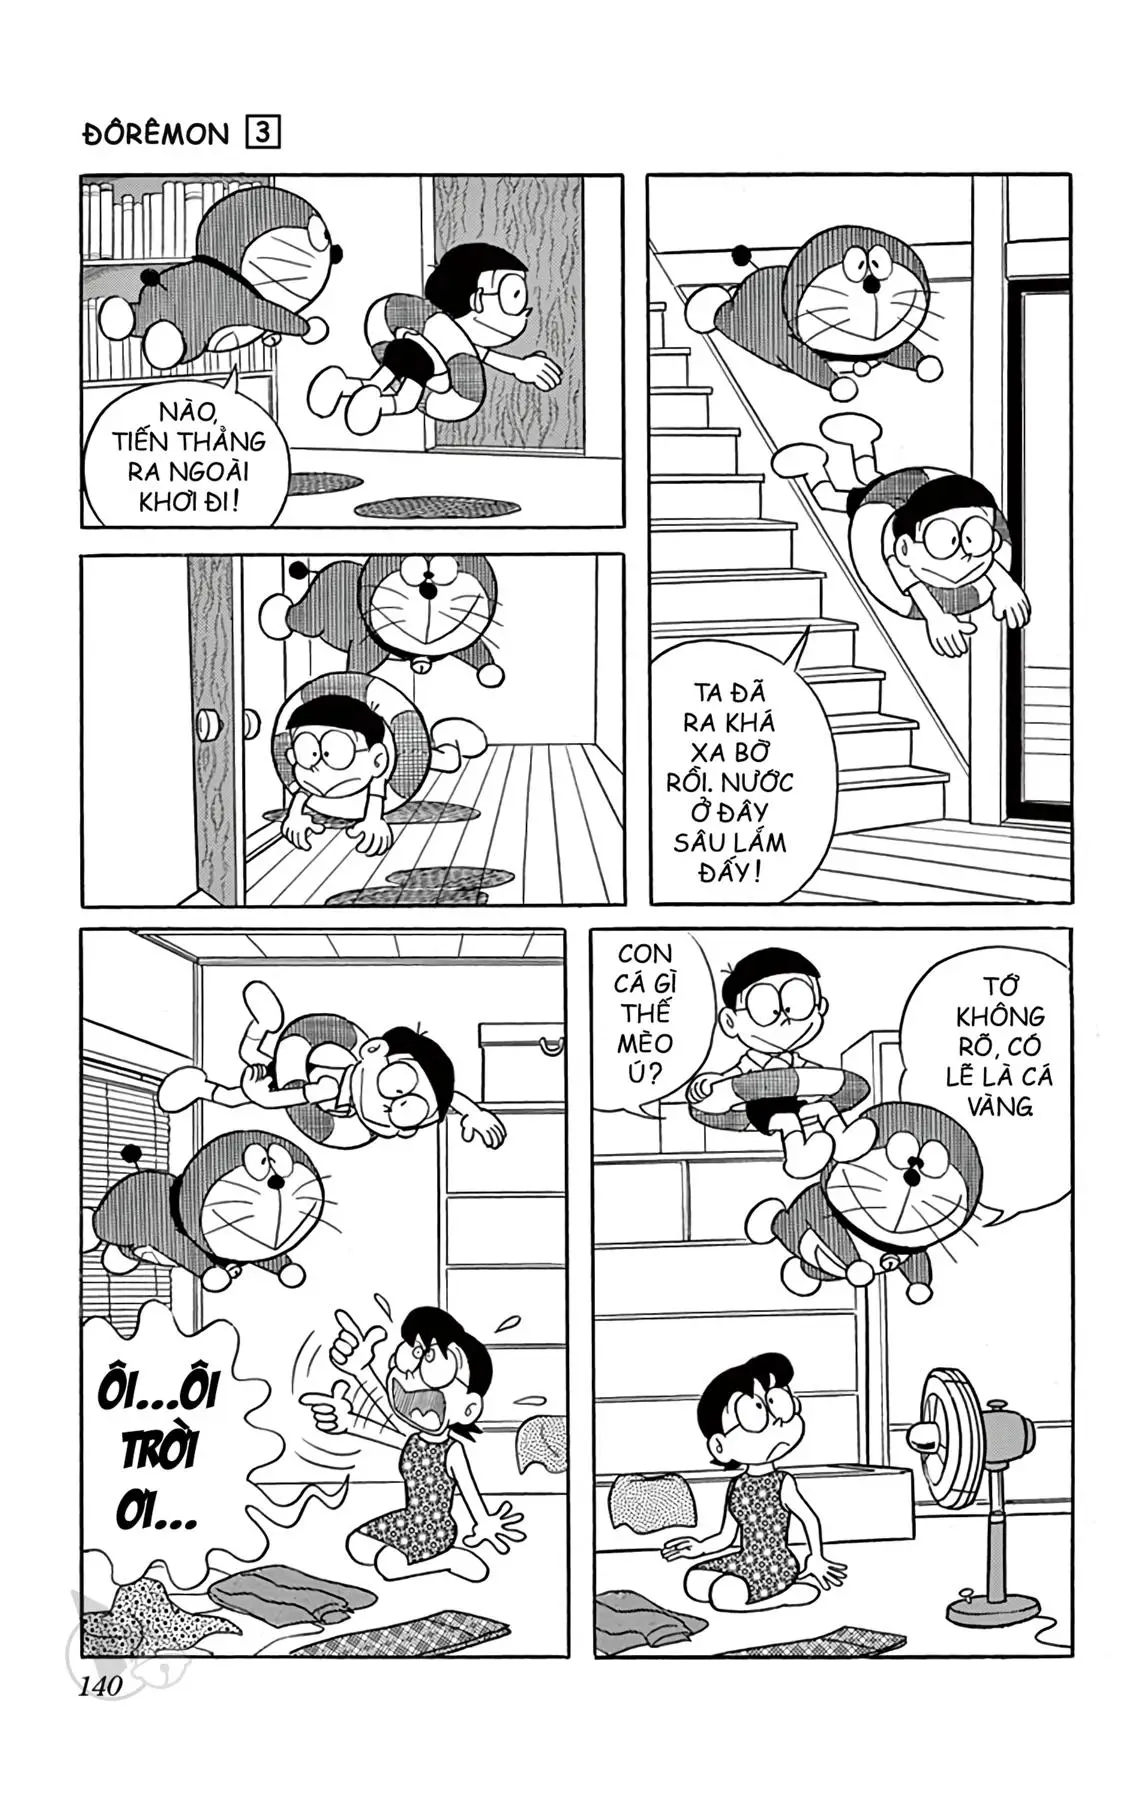 ĐÔRÊMON 3
NÀO,
TIẾN THẲNG
RA NGOÀI
KHƠI ĐI!
TA ĐÃ
RA KHÁ
XA BỜ
RỒI. NƯỚC
Ở ĐÂY
SÂU LẮM
ĐẤY!
ÔI...ÔI
TRỜI
ƠI...
CON
CÁ GÌ
THẾ
MÈO
Ú?
TỚ
KHÔNG
RÕ, CÓ
LẼ LÀ CÁ
VÀNG
140